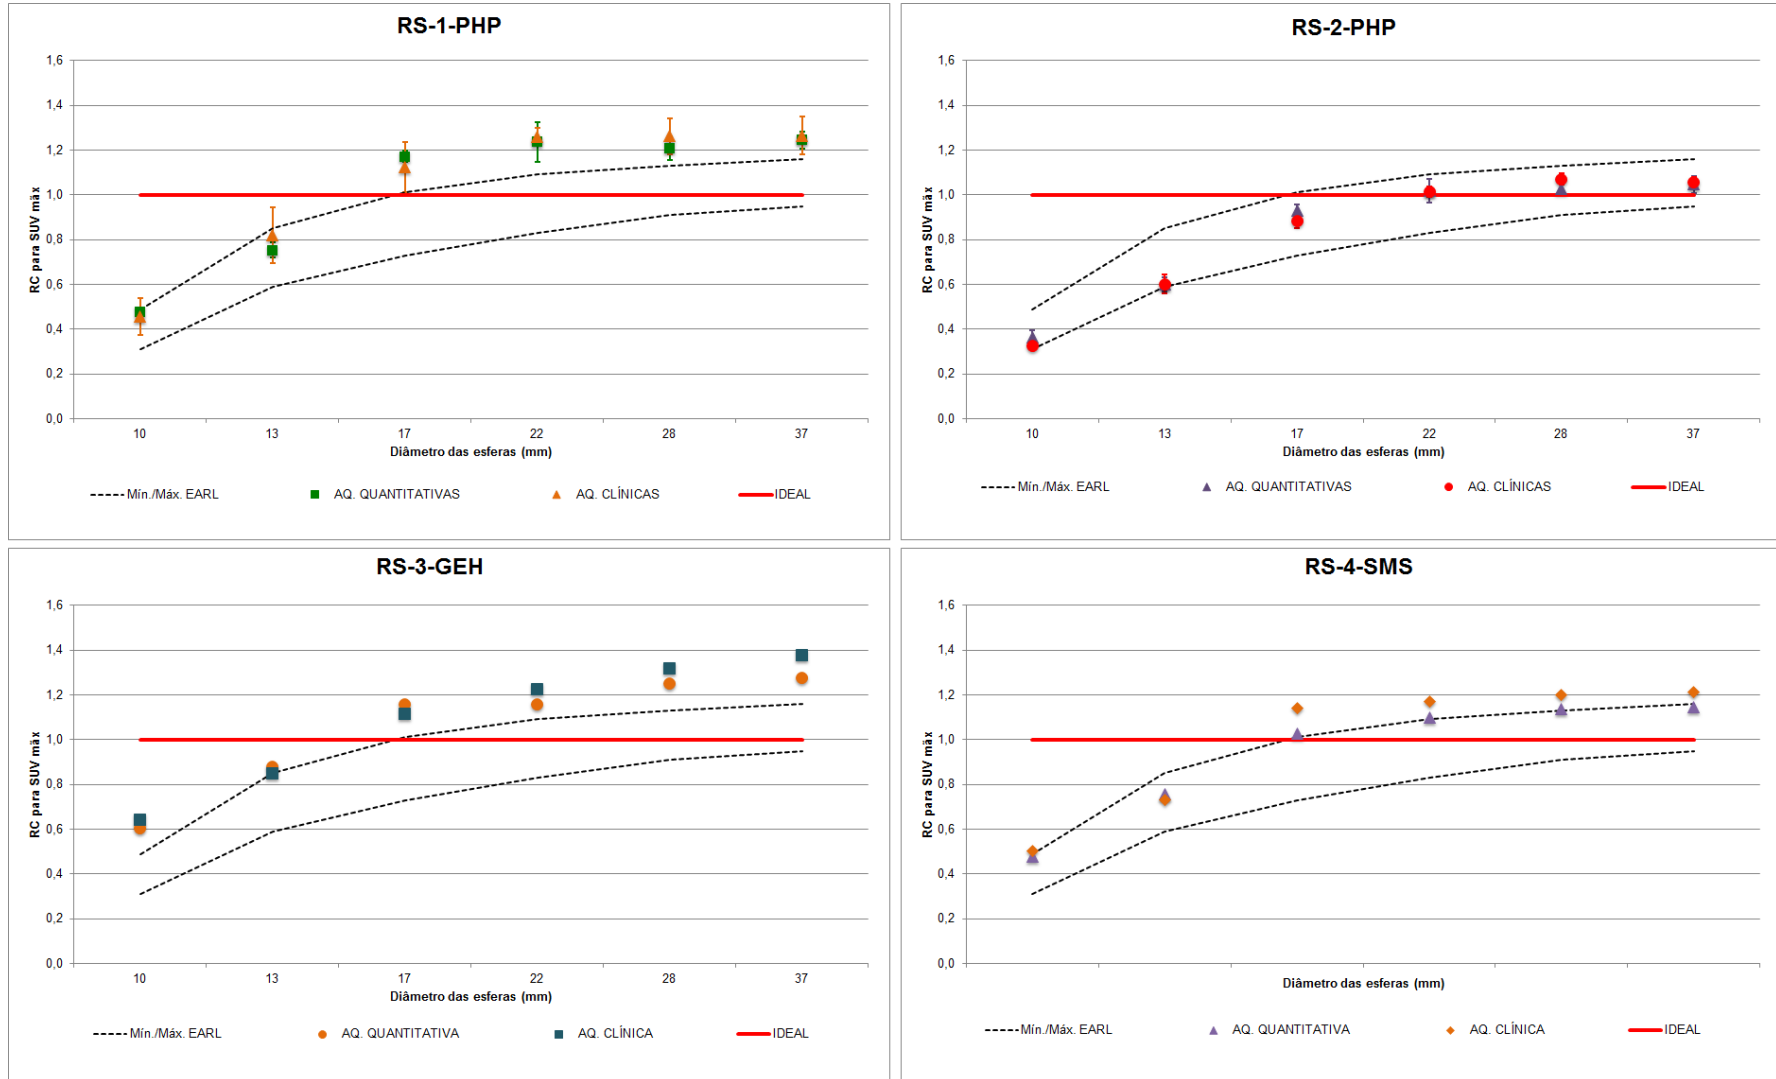 RS-1-PHP
1,6
1,4
1,2
1,0
0,8
0,6
0,4
0,2
0,0
RC para SUV mäx
10 13 17 22 28 37
Diâmetro das esferas (mm)
Mín./Máx. EARL AQ. QUANTITATIVAS AQ. CLÍNICAS IDEAL
RS-2-PHP
1,6
1,4
1,2
1,0
0,8
0,6
0,4
0,2
0,0
RC para SUV mäx
10 13 17 22 28 37
Diâmetro das esferas (mm)
Mín./Máx. EARL AQ. QUANTITATIVAS AQ. CLÍNICAS IDEAL
RS-3-GEH
1,6
1,4
1,2
1,0
0,8
0,6
0,4
0,2
0,0
RC para SUV mäx
10 13 17 22 28 37
Diâmetro das esferas (mm)
Mín./Máx. EARL AQ. QUANTITATIVA AQ. CLÍNICA IDEAL
RS-4-SMS
1,6
1,4
1,2
1,0
0,8
0,6
0,4
0,2
0,0
RC para SUV mäx
Diâmetro das esferas (mm)
Mín./Máx. EARL AQ. QUANTITATIVA AQ. CLÍNICA IDEAL